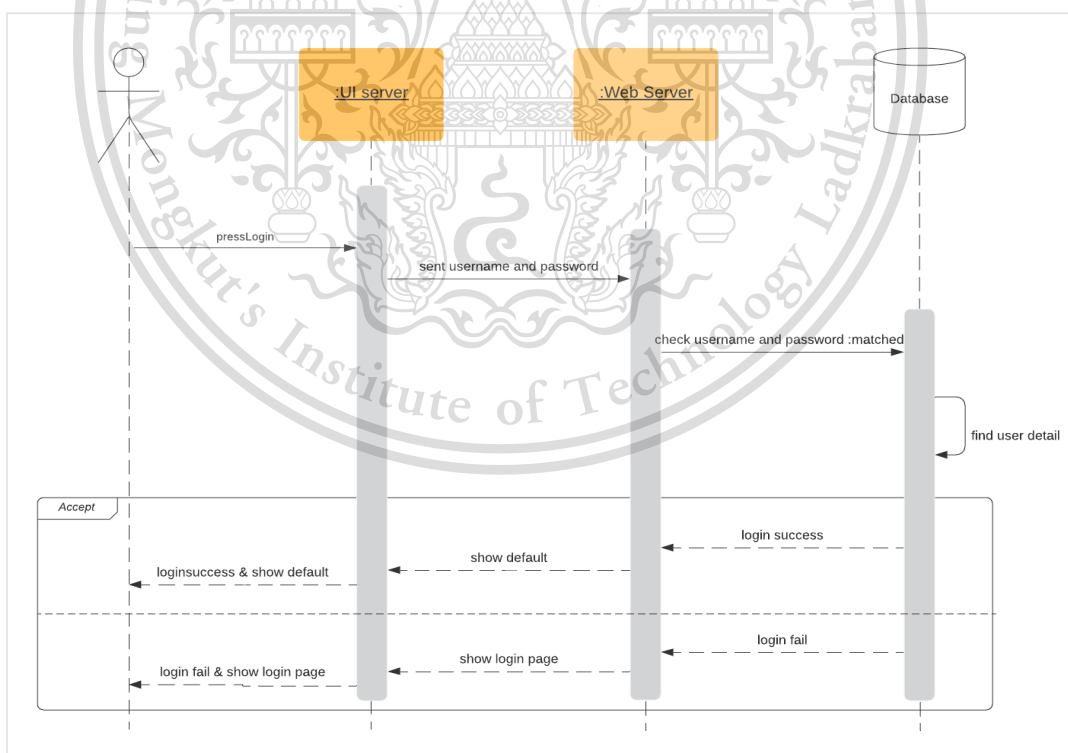 :UI server
:Web Server
Database
pressLogin
sent username and password
check username and password :matched
find user detail
Accept
login success
show default
loginsuccess & show default
login fail
show login page
login fail & show login page
Mongkut's Institute of Technology Ladkraban